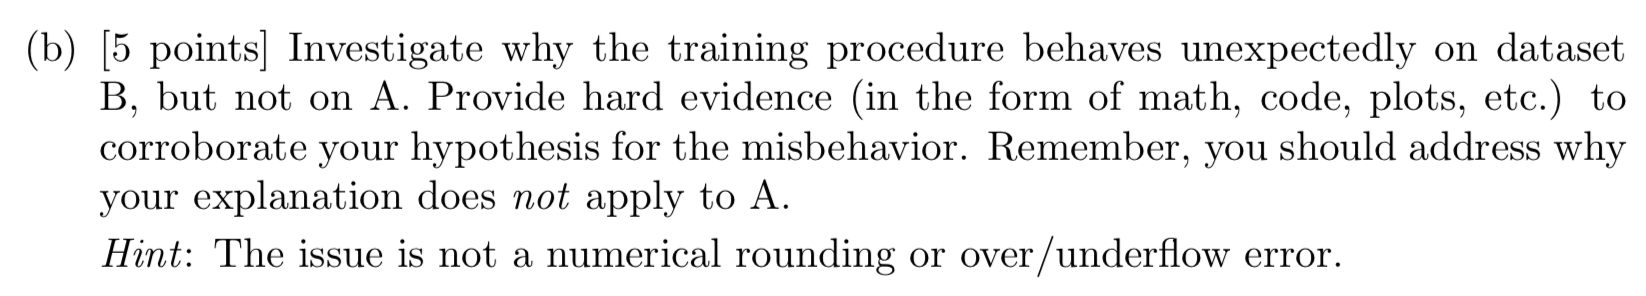 (b) [5 points] Investigate why the training procedure behaves unexpectedly on dataset
B, but not on A. Provide hard evidence (in the form of math, code, plots, etc.) to
corroborate your hypothesis for the misbehavior. Remember, you should address why
your explanation does not apply to A.
Hint: The issue is not a numerical rounding or over/underflow error.